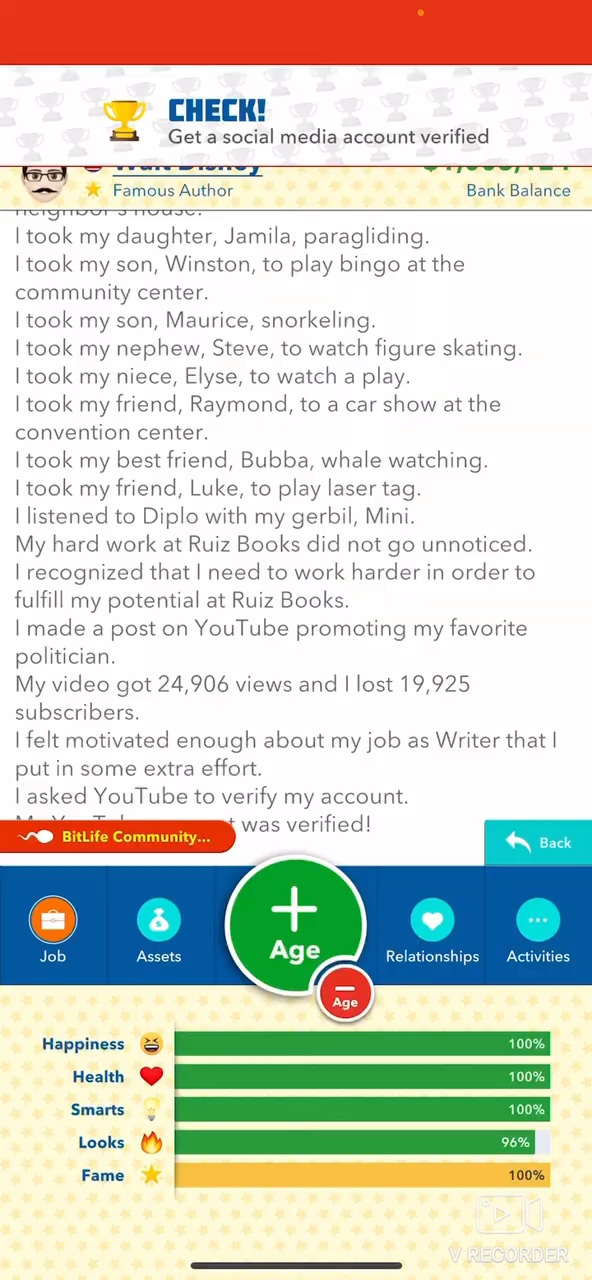 CHECK!
Get a social media account verified
Walt Disney
Famous Author
Bank Balance
neighbor's house.
I took my daughter, Jamila, paragliding.
I took my son, Winston, to play bingo at the
community center.
I took my son, Maurice, snorkeling.
I took my nephew, Steve, to watch figure skating.
I took my niece, Elyse, to watch a play.
I took my friend, Raymond, to a car show at the
convention center.
I took my best friend, Bubba, whale watching.
I took my friend, Luke, to play laser tag.
I listened to Diplo with my gerbil, Mini.
My hard work at Ruiz Books did not go unnoticed.
I recognized that I need to work harder in order to
fulfill my potential at Ruiz Books.
I made a post on YouTube promoting my favorite
politician.
My video got 24,906 views and I lost 19,925
subscribers.
I felt motivated enough about my job as Writer that I
put in some extra effort.
I asked YouTube to verify my account.
was verified!
BitLife Community...
Back
Job
Assets
Age
Age
Relationships
Activities
Happiness 100%
Health 100%
Smarts 100%
Looks 96%
Fame 100%
V RECORDER